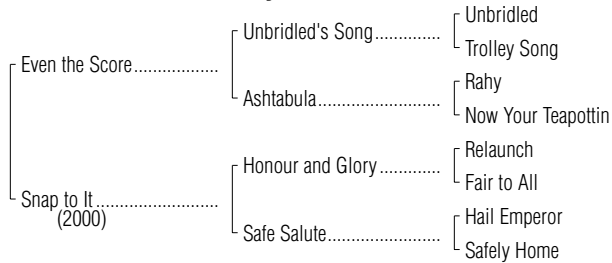 Unbridled
Unbridled's Song..............
Trolley Song
Even the Score..................
Rahy
Ashtabula..........................
Now Your Teapottin
Relaunch
Honour and Glory .............
Fair to All
Snap to It ..........................
(2000)
Hail Emperor
Safe Salute........................
Safely Home